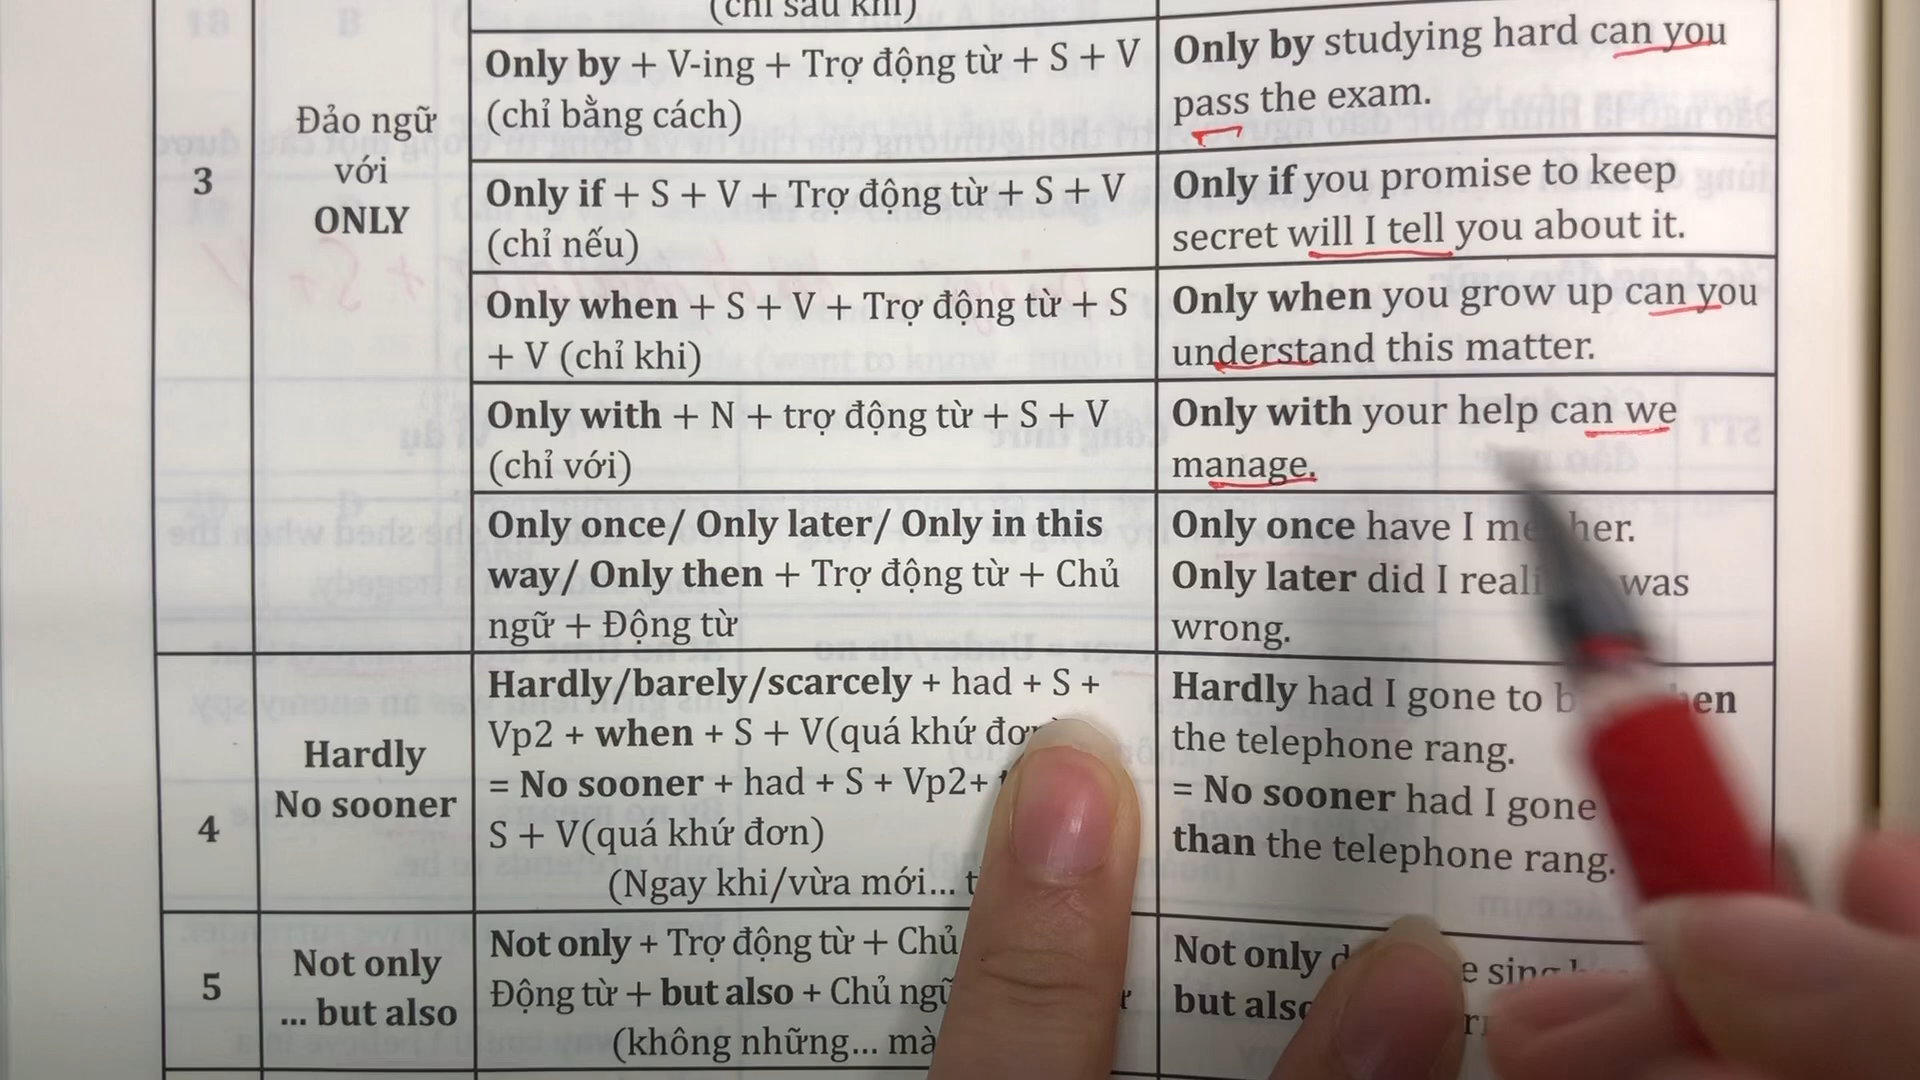 (chỉ sau khi)
3
Đảo ngữ
với
ONLY
Only by + V-ing + Trợ động từ + S + V
(chỉ bằng cách)
Only by studying hard can you
pass the exam.
Only if + S + V + Trợ động từ + S + V
(chỉ nếu)
Only if you promise to keep
secret will I tell you about it.
Only when + S + V + Trợ động từ + S
+ V (chỉ khi)
Only when you grow up can you
understand this matter.
Only with + N + trợ động từ + S + V
(chỉ với)
Only with your help can we
manage.
Only once/ Only later/ Only in this
way/ Only then + Trợ động từ + Chủ
ngữ + Động từ
Only once have I her.
Only later did I was
wrong.
4
Hardly
No sooner
Hardly/barely/scarcely + had + S +
Vp2 + when + S + V(quá khứ
= No sooner + had + S + Vp2+
S + V(quá khứ đơn)
(Ngay khi/vừa mới...
Hardly had I gone to
the telephone rang.
= No sooner had I gone
than the telephone rang.
5
Not only
... but also
Not only + Trợ động từ + Chủ
Động từ + but also + Chủ
(không những... mà
Not only sing
but also